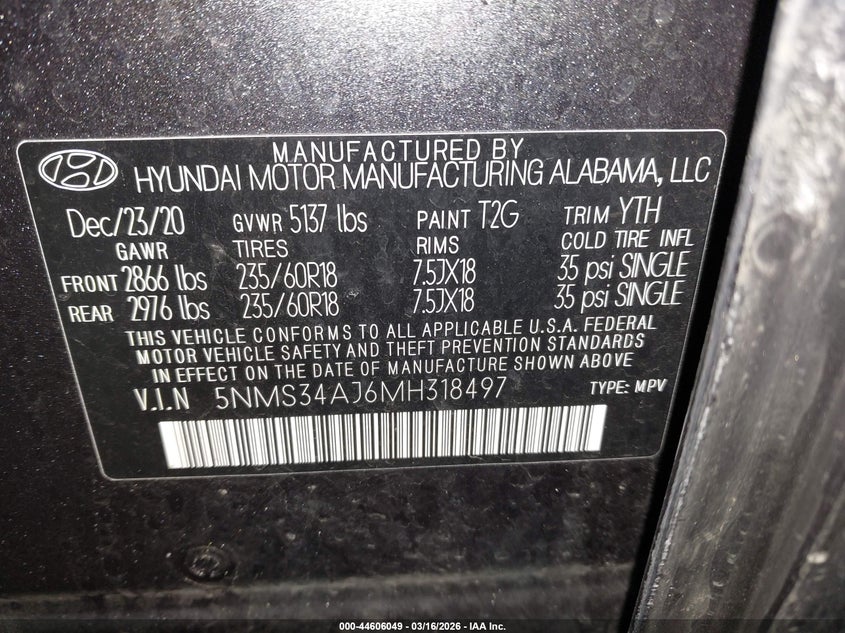 MANUFACTURED BY
HYUNDAI MOTOR MANUFACTURING ALABAMA, LLC
Dec/23/20 GVWR 5137 lbs PAINT T2G TRIM YTH
GAWR TIRES RIMS COLD TIRE INFL
FRONT 2866 lbs 235/60R18 7.5JX18 35 psi SINGLE
REAR 2976 lbs 235/60R18 7.5JX18 35 psi SINGLE
THIS VEHICLE CONFORMS TO ALL APPLICABLE U.S.A. FEDERAL
MOTOR VEHICLE SAFETY AND THEFT PREVENTION STANDARDS
IN EFFECT ON THE DATE OF MANUFACTURE SHOWN ABOVE
V.I.N 5NMS34AJ6MH318497 TYPE: MPV
000-44606049 - 03/16/2026 - IAA Inc.